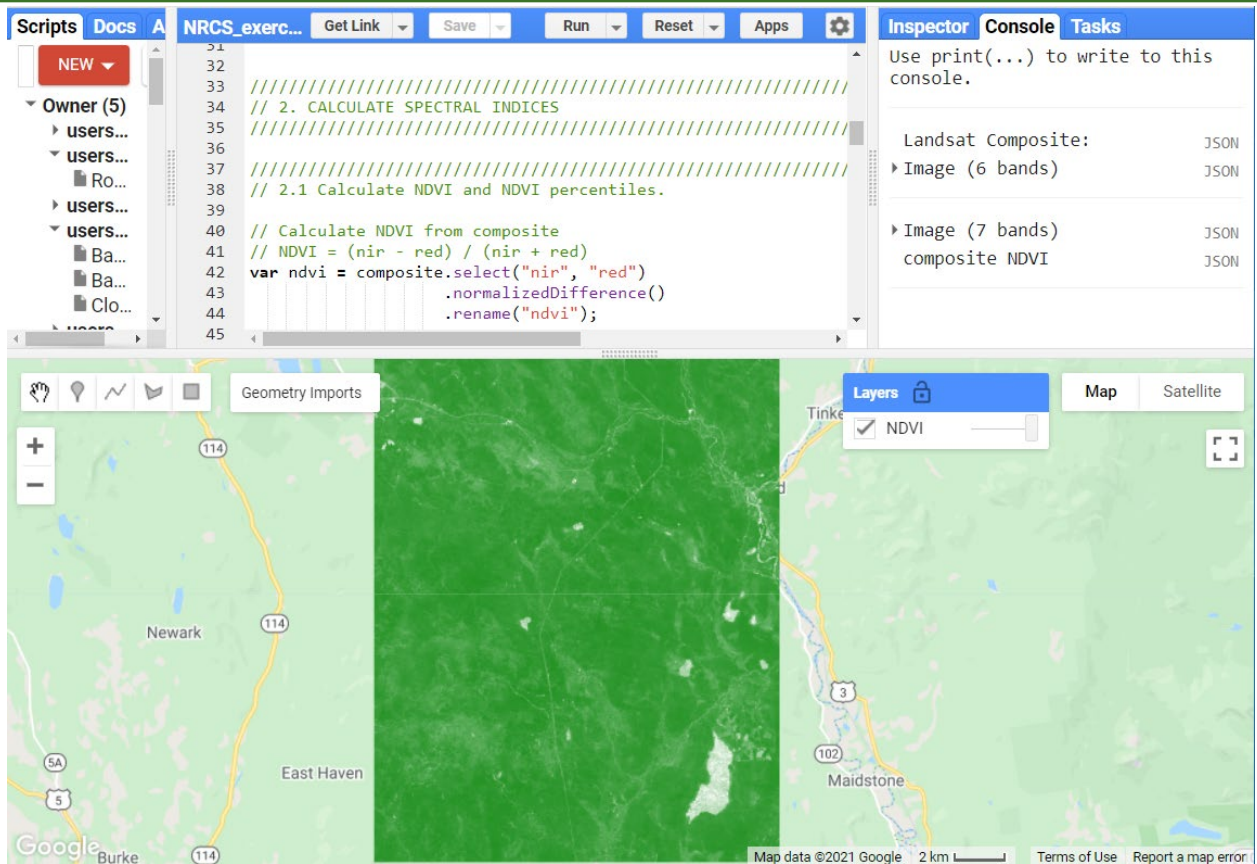 Scripts Docs A
NEW
Owner (5)
users...
users...
Ro...
users...
users...
Ba...
Ba...
Clo...
NRCS_exerc... Get Link Save Run Reset Apps
31
32
33 ////////////////////////////////////////////////////////////////////////
34 // 2. CALCULATE SPECTRAL INDICES
35 ////////////////////////////////////////////////////////////////////////
36
37 ////////////////////////////////////////////////////////////////////////
38 // 2.1 Calculate NDVI and NDVI percentiles.
39
40 // Calculate NDVI from composite
41 // NDVI = (nir - red) / (nir + red)
42 var ndvi = composite.select("nir", "red")
43 .normalizedDifference()
44 .rename("ndvi");
45
Inspector Console Tasks
Use print(...) to write to this
console.
Landsat Composite: JSON
Image (6 bands) JSON
Image (7 bands) JSON
composite NDVI JSON
Geometry Imports
Layers
NDVI
Map Satellite
+
−
114
Newark
114
5A
5
East Haven
Google
Burke
114
Tinke
3
102
Maidstone
Map data ©2021 Google 2 km Terms of Use Report a map error